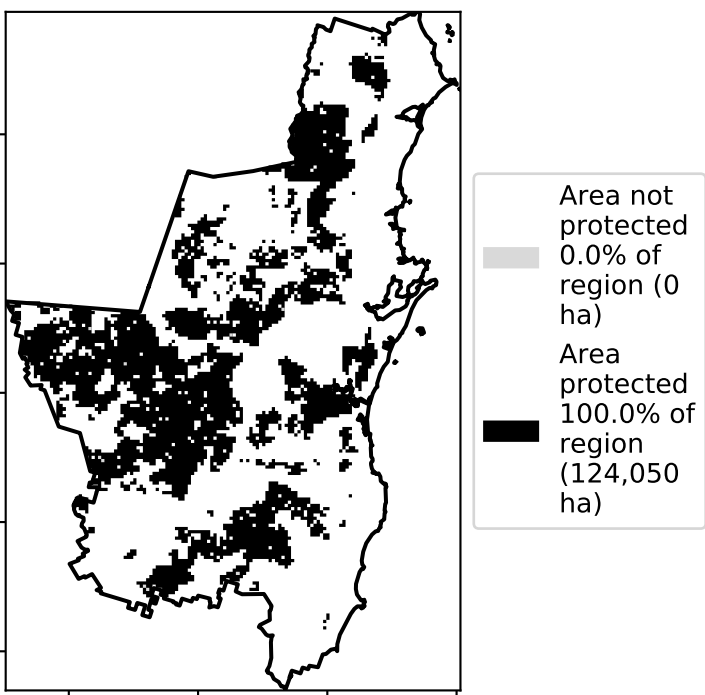 Area not
protected
0.0% of
region (0
ha)
Area
protected
100.0% of
region
(124,050
ha)